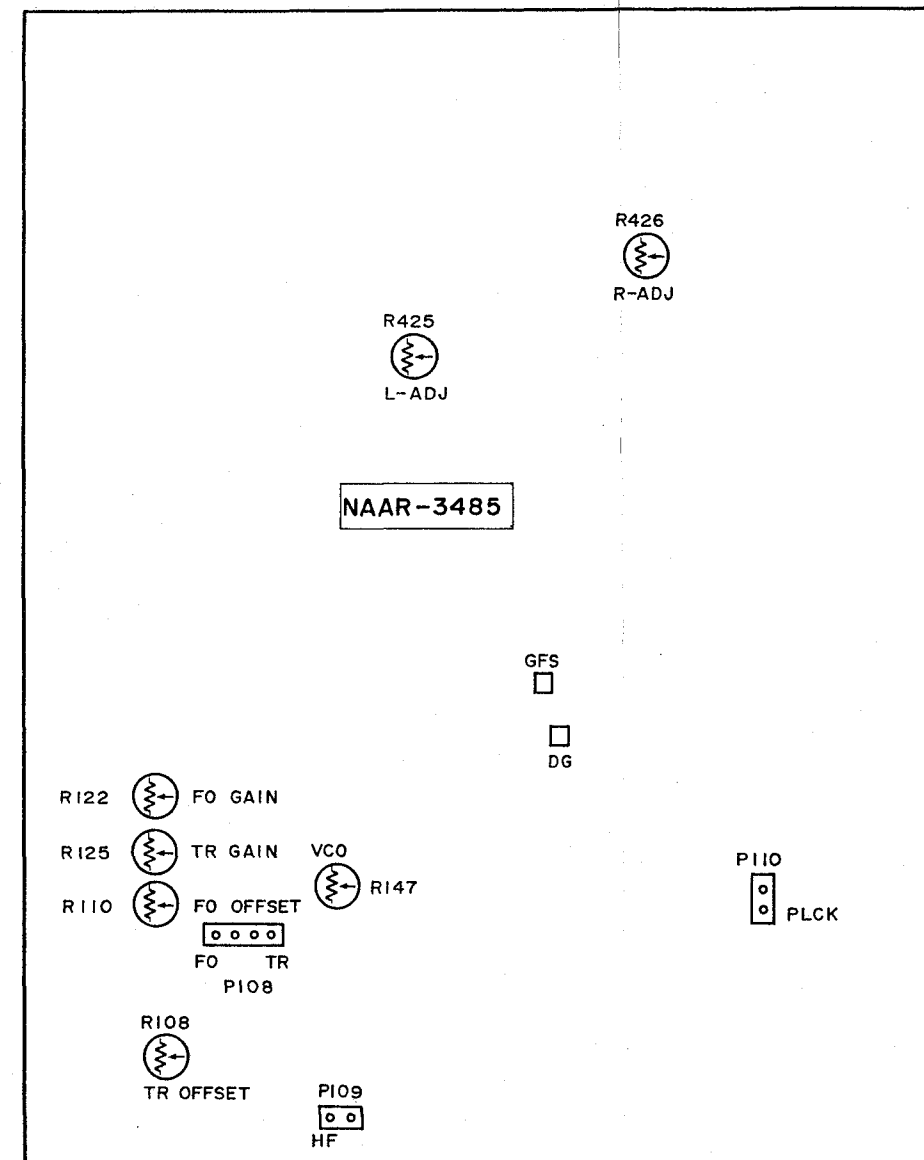 R426
R-ADJ
R425
L-ADJ
NAAR-3485
GFS
DG
R122 FO GAIN
R125 TR GAIN
VCO
R147
R110 FO OFFSET
P110
PLCK
FO TR
P108
R108
TR OFFSET
P109
HF